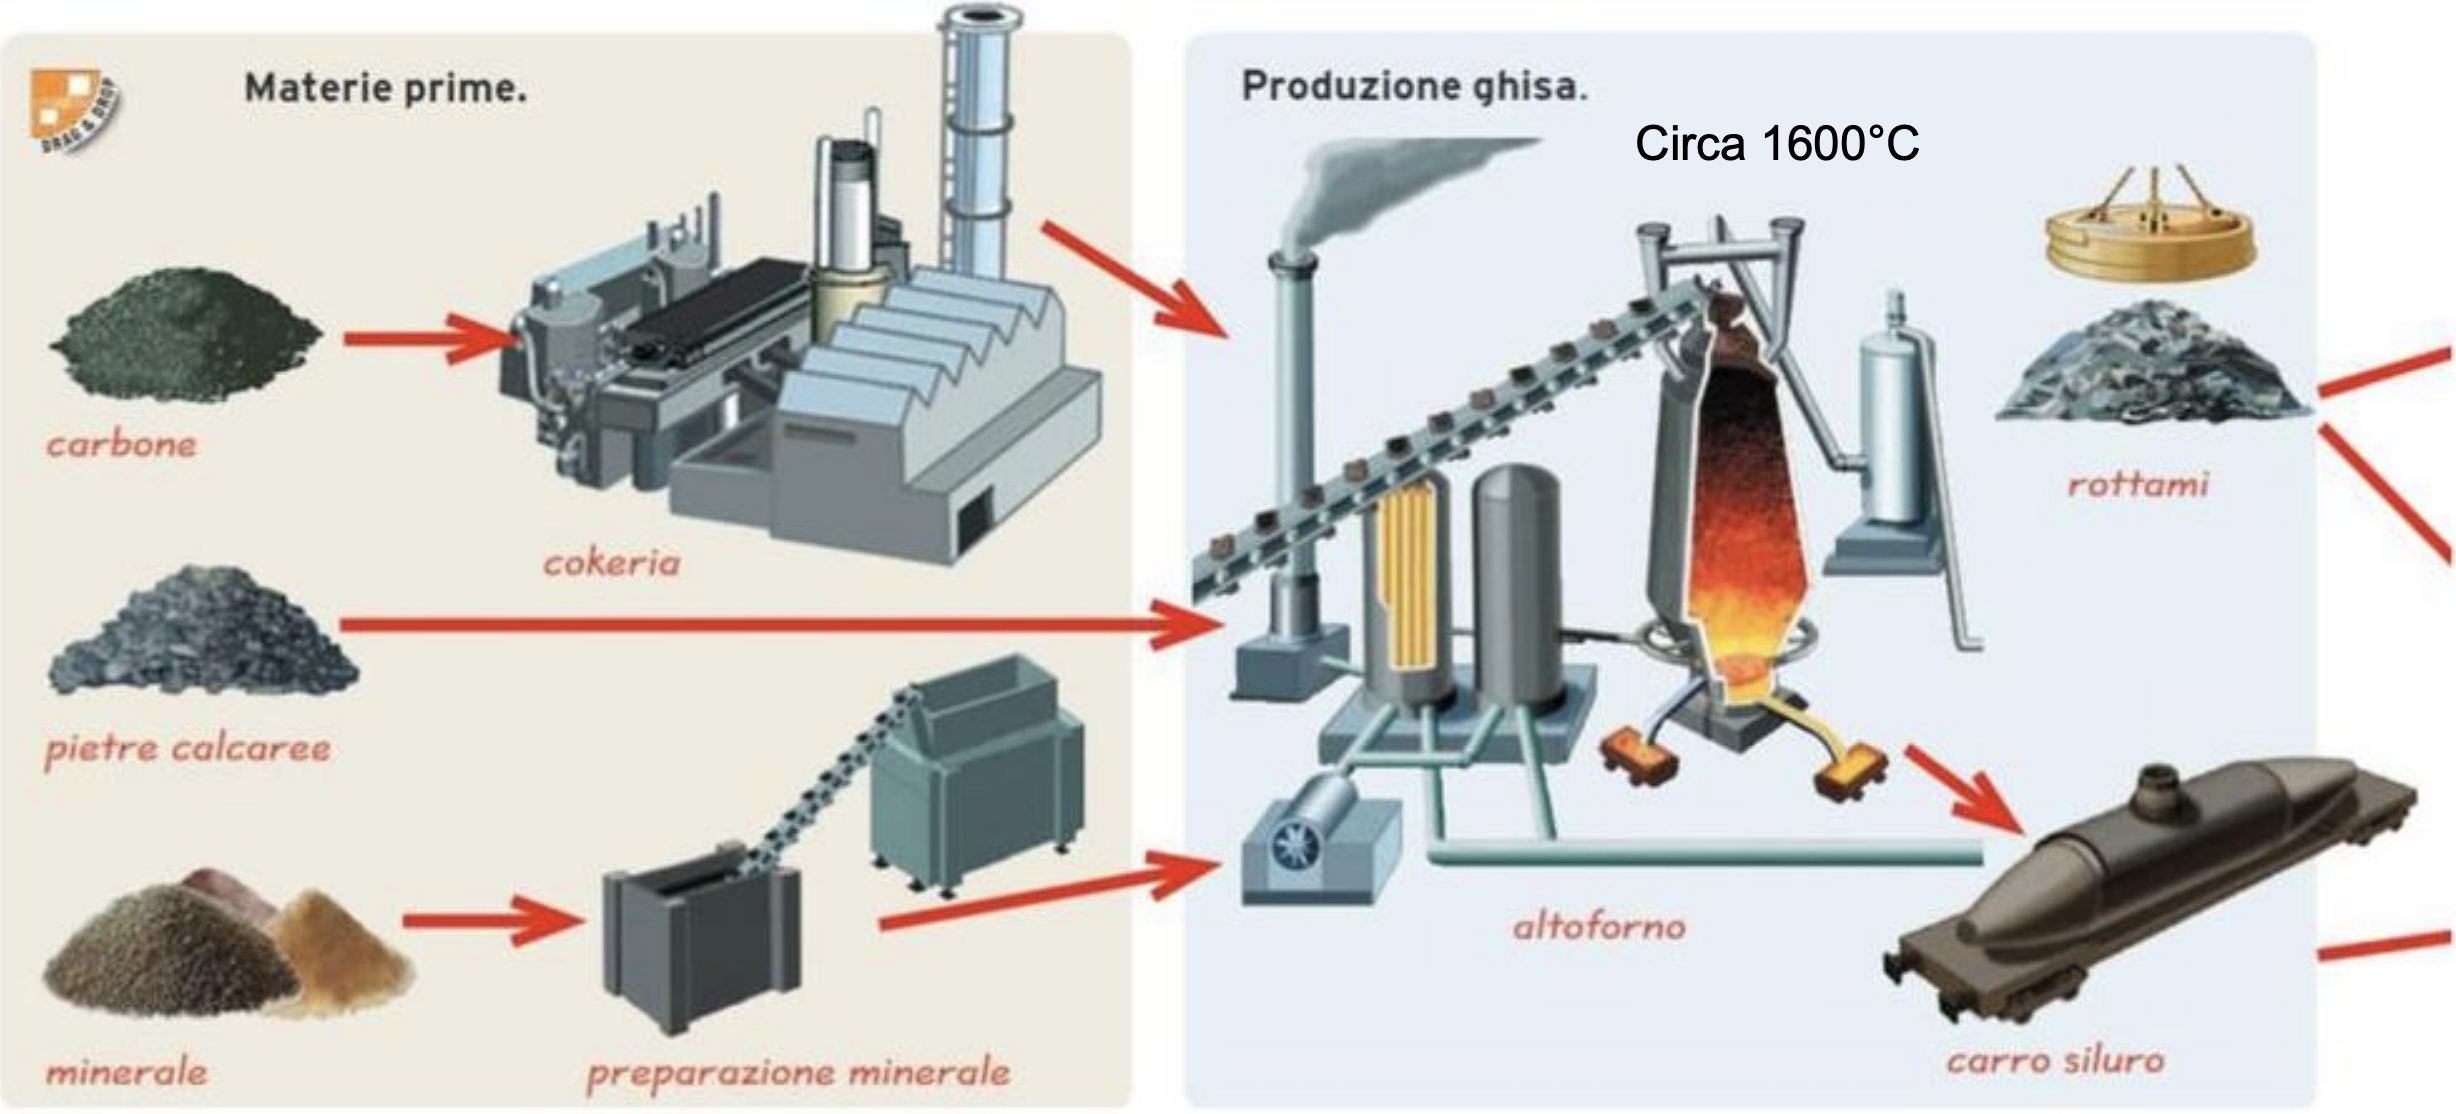 DRAG & DROP
Materie prime.
carbone
cokeria
pietre calcaree
minerale
preparazione minerale
Produzione ghisa.
Circa 1600°C
rottami
altoforno
carro siluro